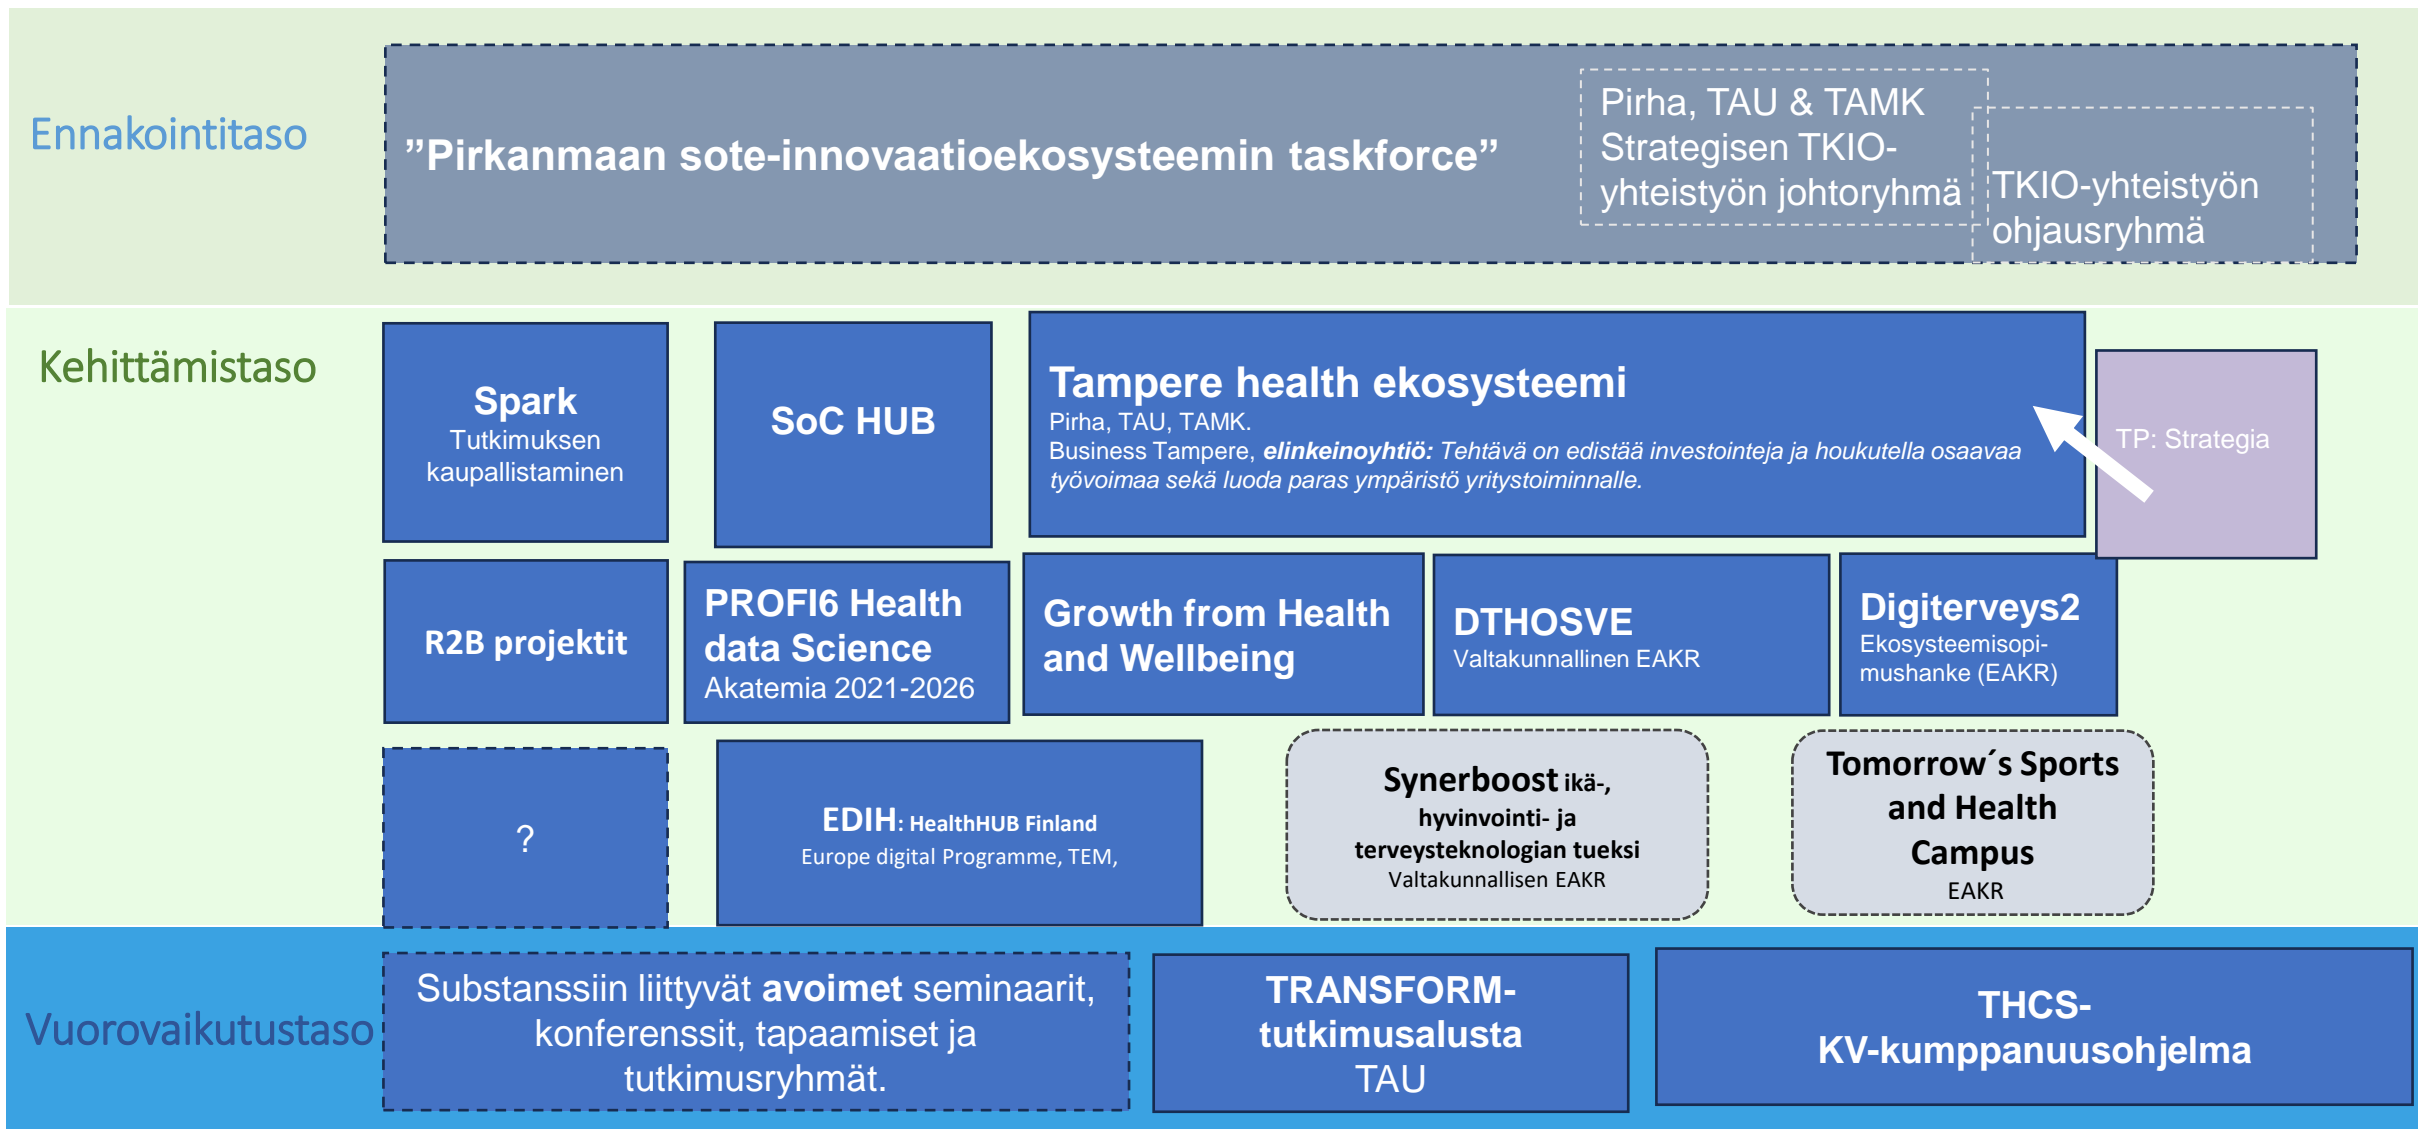 Ennakointitaso
”Pirkanmaan sote-innovaatioekosysteemin taskforce”
Pirha, TAU & TAMK
Strategisen TKIO-
yhteistyön johtoryhmä
TKIO-yhteistyön
ohjausryhmä
Kehittämistaso
Spark
Tutkimuksen
kaupallistaminen
SoC HUB
Tampere health ekosysteemi
Pirha, TAU, TAMK.
Business Tampere, elinkeinoyhtiö: Tehtävä on edistää investointeja ja houkutella osaavaa
työvoimaa sekä luoda paras ympäristö yritystoiminnalle.
TP: Strategia
R2B projektit
PROFI6 Health
data Science
Akatemia 2021-2026
Growth from Health
and Wellbeing
DTHOSVE
Valtakunnallinen EAKR
Digiterveys2
Ekosysteemisopi-
mushanke (EAKR)
?
EDIH: HealthHUB Finland
Europe digital Programme, TEM,
Synerboost ikä-,
hyvinvointi- ja
terveysteknologian tueksi
Valtakunnallisen EAKR
Tomorrow´s Sports
and Health
Campus
EAKR
Vuorovaikutustaso
Substanssiin liittyvät avoimet seminaarit,
konferenssit, tapaamiset ja
tutkimusryhmät.
TRANSFORM-
tutkimusalusta
TAU
THCS-
KV-kumppanuusohjelma